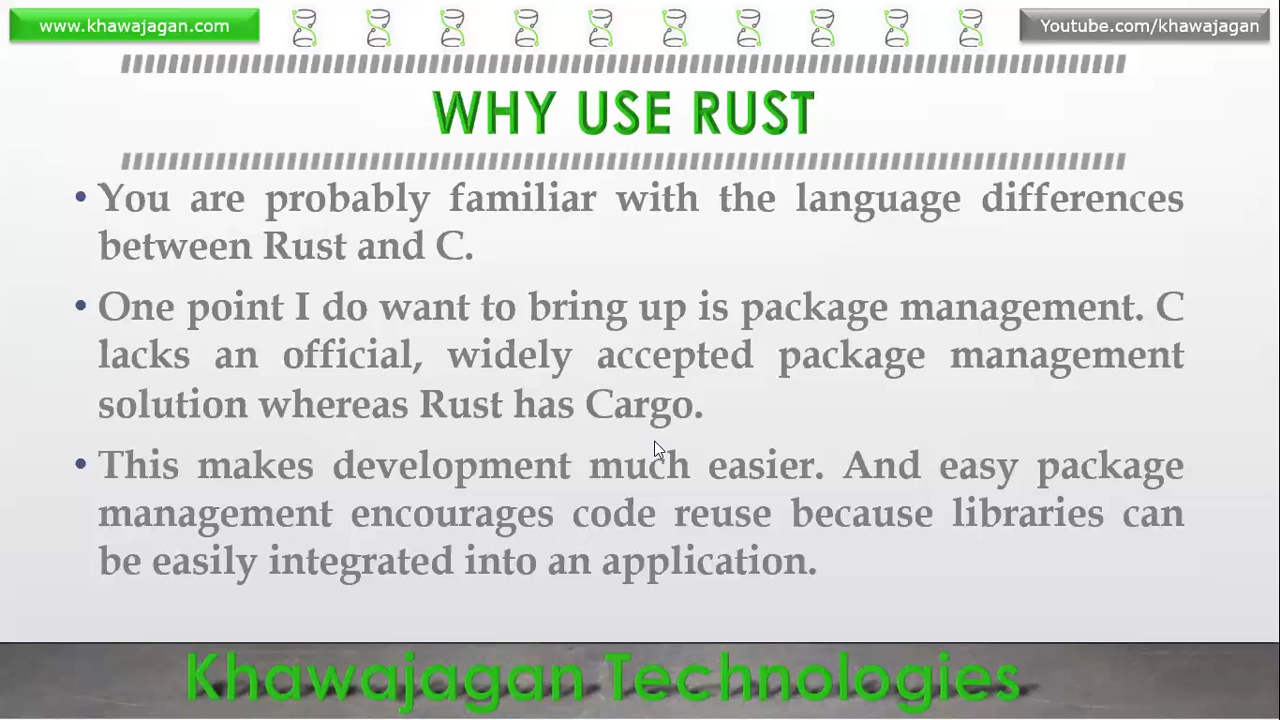 www.khawajagan.com
Youtube.com/khawajagan
WHY USE RUST
• You are probably familiar with the language differences
between Rust and C.
• One point I do want to bring up is package management. C
lacks an official, widely accepted package management
solution whereas Rust has Cargo.
• This makes development much easier. And easy package
management encourages code reuse because libraries can
be easily integrated into an application.
Khawajagan Technologies